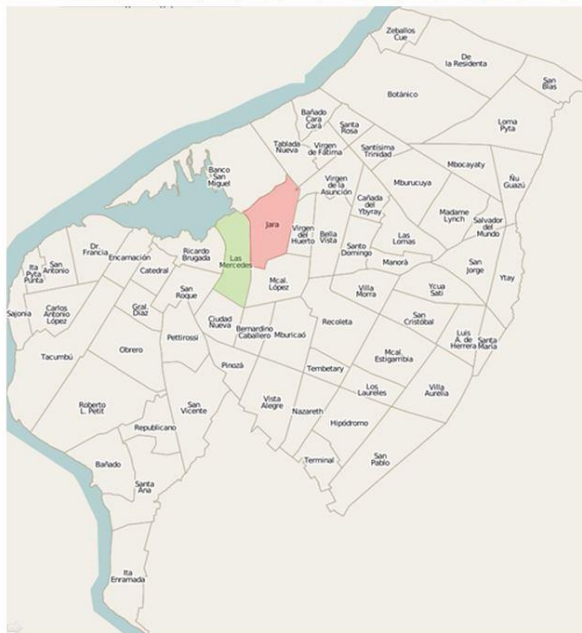 Zeballos
Cue
De
la Residenta
San
Blas
Botánico
Loma
Pyta
Bañado
Cara
Cará
Santa
Rosa
Tablada
Nueva
Virgen
de Fátima
Santísima
Trinidad
Mbocayaty
Ñu
Guazú
Banco
San
Miguel
Virgen
de la
Asunción
Mburucuya
Cañada
del
Ybyray
Madame
Lynch
Salvador
del
Mundo
Jara
Virgen
del
Huerto
Bella
Vista
Las
Lomas
Santo
Domingo
Dr.
Francia
Encarnación
Ricardo
Brugada
Las
Mercedes
Manorá
San
Jorge
Ita
Pyta
Punta
San
Antonio
Catedral
Ytay
Mcal.
López
Villa
Morra
Ycua
Sati
San
Roque
Sajonia
Carlos
Antonio
López
Gral.
Díaz
Ciudad
Nueva
Bernardino
Caballero
Mburicaó
Recoleta
San
Cristóbal
Luis
A. de
Herrera
Santa
María
Tacumbú
Obrero
Pettirossi
Pinozá
Tembetary
Mcal.
Estigambia
Los
Laureles
Villa
Aurelia
Roberto
L. Petit
San
Vicente
Vista
Alegre
Nazareth
Hipódromo
Republicano
Terminal
San
Pablo
Bañado
Santa
Ana
Ita
Enramada